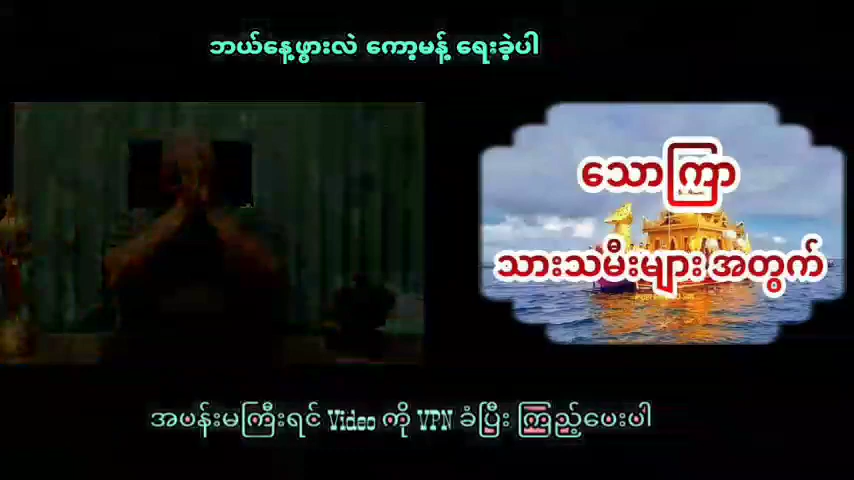 ဘယ်နေ့ဖွားလဲ ကော့မန့် ရေးခဲ့ပါ
သောကြာ
သားသမီးများ အတွက်
အပန်းမကြီးရင် Video ကို VPN ခံပြီး ကြည့်ပေးပါ